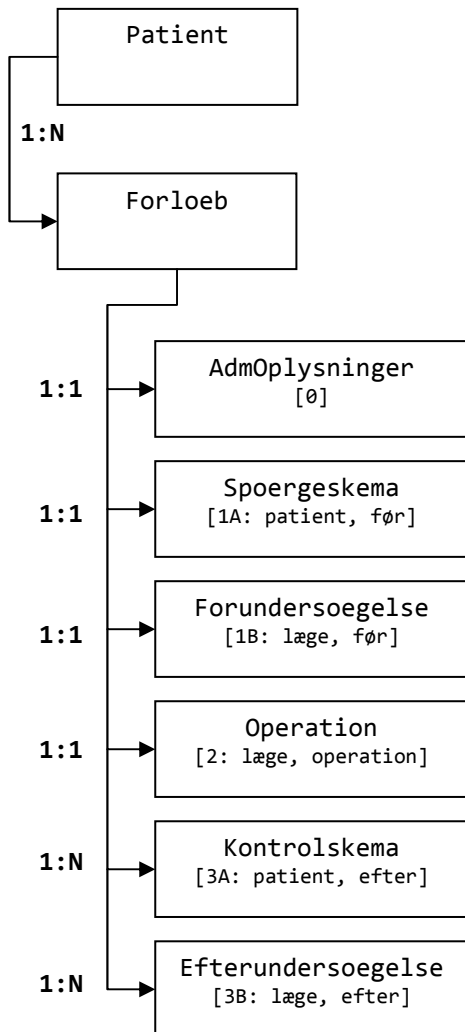 Patient
1:N
Forloeb
1:1
AdmOplysninger
[0]
1:1
Spoergeskema
[1A: patient, før]
1:1
Forundersoegelse
[1B: læge, før]
1:1
Operation
[2: læge, operation]
1:N
Kontrolskema
[3A: patient, efter]
1:N
Efterundersoegelse
[3B: læge, efter]